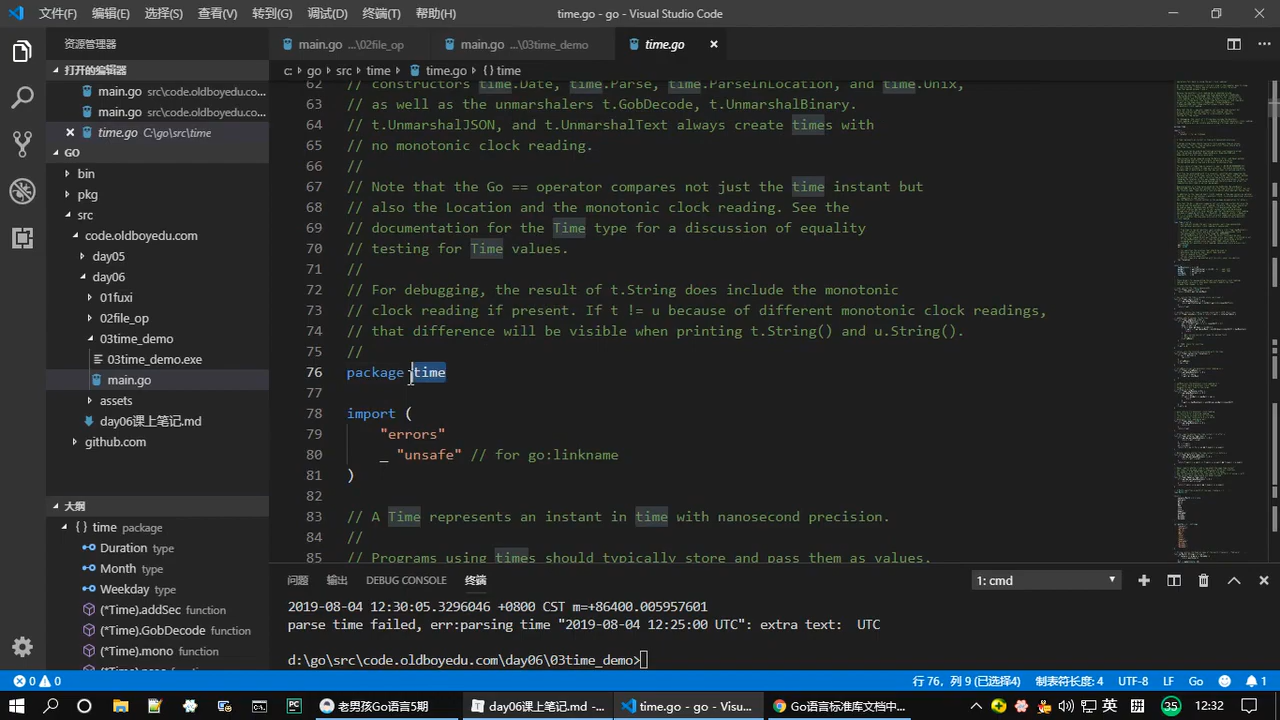 文件(F) 编辑(E) 选择(S) 查看(V) 转到(G) 调试(D) 终端(T) 帮助(H) time.go - go - Visual Studio Code
资源管理器
打开的编辑器
main.go src\code.oldboyedu.co...
main.go src\code.oldboyedu.co...
time.go C:\go\src\time
GO
bin
pkg
src
code.oldboyedu.com
day05
day06
01fuxi
02file_op
03time_demo
03time_demo.exe
main.go
assets
day06课上笔记.md
github.com
大纲
{} time package
Duration type
Month type
Weekday type
(*Time).addSec function
(*Time).GobDecode function
(*Time).mono function
main.go ...\02file_op main.go ...\03time_demo time.go
C: > go > src > time > time.go > {} time
62 // constructors time.Date, time.Parse, time.ParseInLocation, and time.Unix,
63 // as well as the unmarshalers t.GobDecode, t.UnmarshalBinary.
64 // t.UnmarshalJSON, and t.UnmarshalText always create times with
65 // no monotonic clock reading.
66 //
67 // Note that the Go == operator compares not just the time instant but
68 // also the Location and the monotonic clock reading. See the
69 // documentation for the Time type for a discussion of equality
70 // testing for Time values.
71 //
72 // For debugging, the result of t.String does include the monotonic
73 // clock reading if present. If t != u because of different monotonic clock readings,
74 // that difference will be visible when printing t.String() and u.String().
75 //
76 package time
77
78 import (
79 "errors"
80 _ "unsafe" // for go:linkname
81 )
82
83 // A Time represents an instant in time with nanosecond precision.
84 //
85 // Programs using times should typically store and pass them as values,
问题 输出 DEBUG CONSOLE 终端 1: cmd
2019-08-04 12:30:05.3296046 +0800 CST m=+86400.005957601
parse time failed, err:parsing time "2019-08-04 12:25:00 UTC": extra text:  UTC
d:\go\src\code.oldboyedu.com\day06\03time_demo>
0 0 行 76，列 9 (已选择4) 制表符长度: 4 UTF-8 LF Go 1
老男孩Go语言5期 day06课上笔记.md -... time.go - go - Visu... Go语言标准库文档中... 英 拼 35 12:32